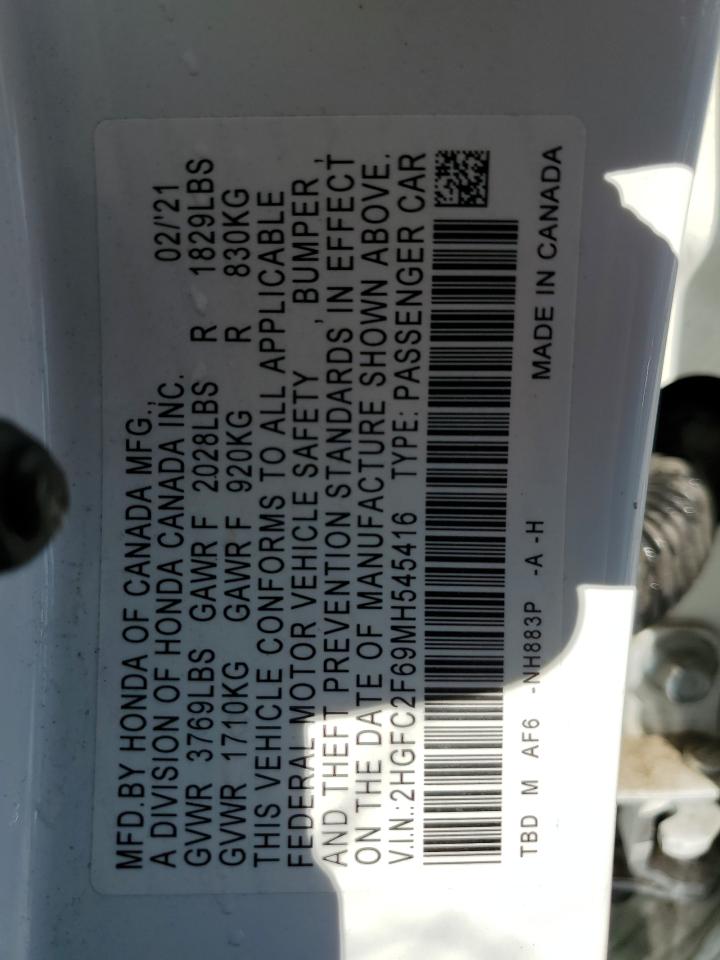 MFD.BY HONDA OF CANADA MFG., 02/'21
A DIVISION OF HONDA CANADA INC.
GVWR 3769LBS GAWR F 2028LBS R 1829LBS
GVWR 1710KG GAWR F 920KG R 830KG
THIS VEHICLE CONFORMS TO ALL APPLICABLE
FEDERAL MOTOR VEHICLE SAFETY , BUMPER ,
AND THEFT PREVENTION STANDARDS IN EFFECT
ON THE DATE OF MANUFACTURE SHOWN ABOVE.
V.I.N.:2HGFC2F69MH545416 TYPE: PASSENGER CAR
TBD M AF6 -NH883P -A -H MADE IN CANADA